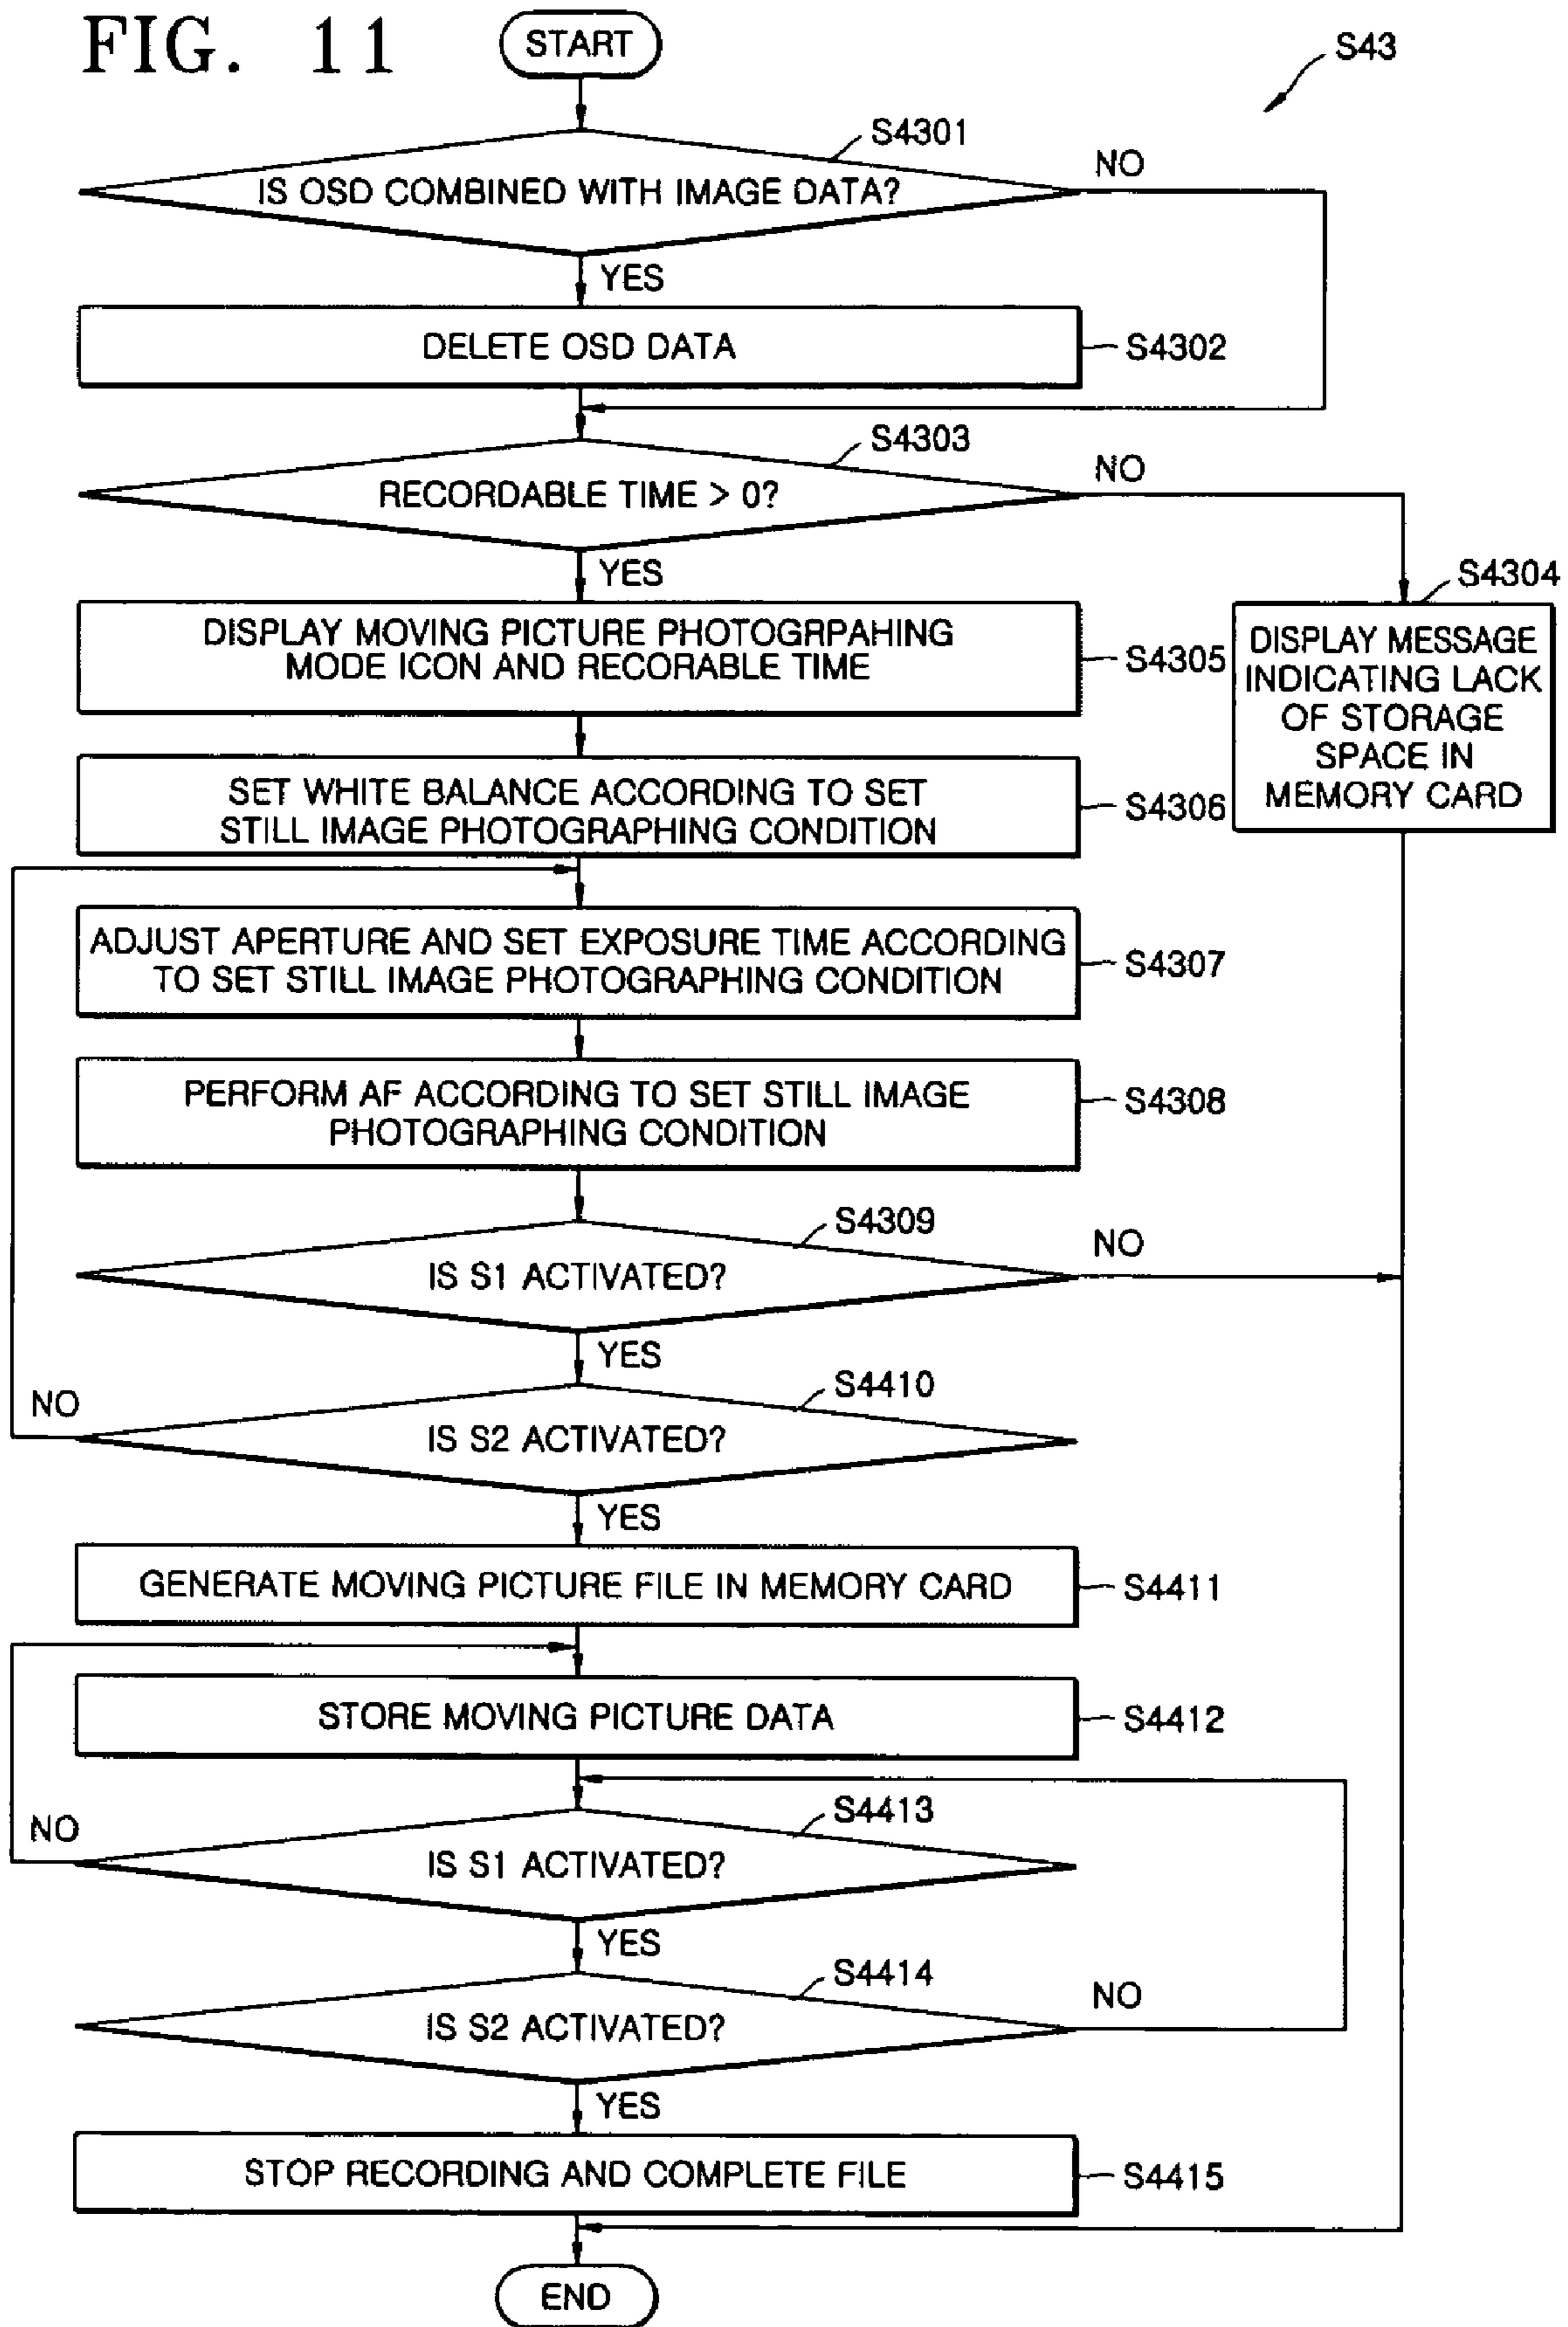 FIG. 11
START
S43
S4301
IS OSD COMBINED WITH IMAGE DATA?
NO
YES
DELETE OSD DATA
S4302
S4303
RECORDABLE TIME > 0?
NO
YES
S4304
DISPLAY MESSAGE
INDICATING LACK
OF STORAGE
SPACE IN
MEMORY CARD
DISPLAY MOVING PICTURE PHOTOGRPAHING
MODE ICON AND RECORABLE TIME
S4305
SET WHITE BALANCE ACCORDING TO SET
STILL IMAGE PHOTOGRAPHING CONDITION
S4306
ADJUST APERTURE AND SET EXPOSURE TIME ACCORDING
TO SET STILL IMAGE PHOTOGRAPHING CONDITION
S4307
PERFORM AF ACCORDING TO SET STILL IMAGE
PHOTOGRAPHING CONDITION
S4308
S4309
IS S1 ACTIVATED?
NO
YES
S4410
IS S2 ACTIVATED?
NO
YES
GENERATE MOVING PICTURE FILE IN MEMORY CARD
S4411
STORE MOVING PICTURE DATA
S4412
S4413
IS S1 ACTIVATED?
NO
YES
S4414
IS S2 ACTIVATED?
NO
YES
STOP RECORDING AND COMPLETE FILE
S4415
END